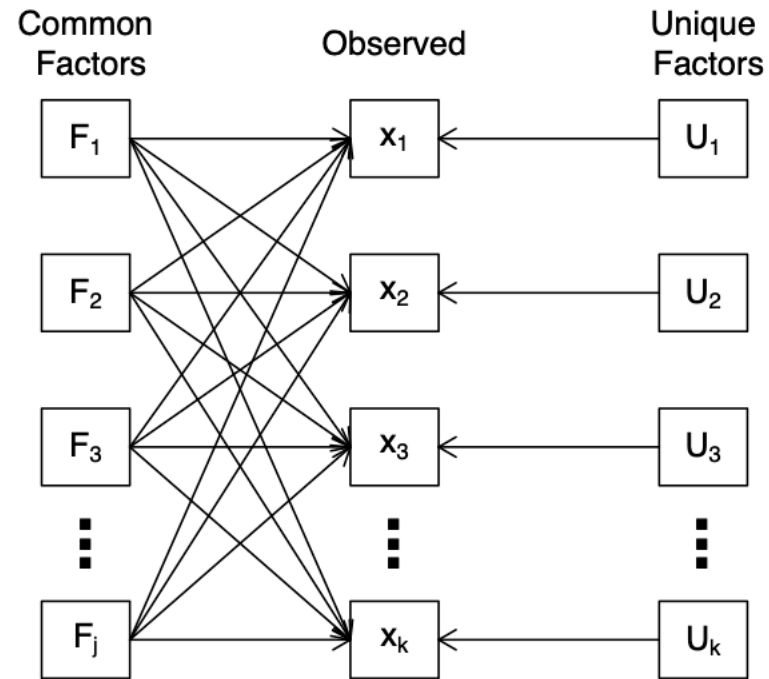 Common
Factors
Observed
Unique
Factors
F₁
x₁
U₁
F₂
x₂
U₂
F₃
x₃
U₃
Fⱼ
xₖ
Uₖ